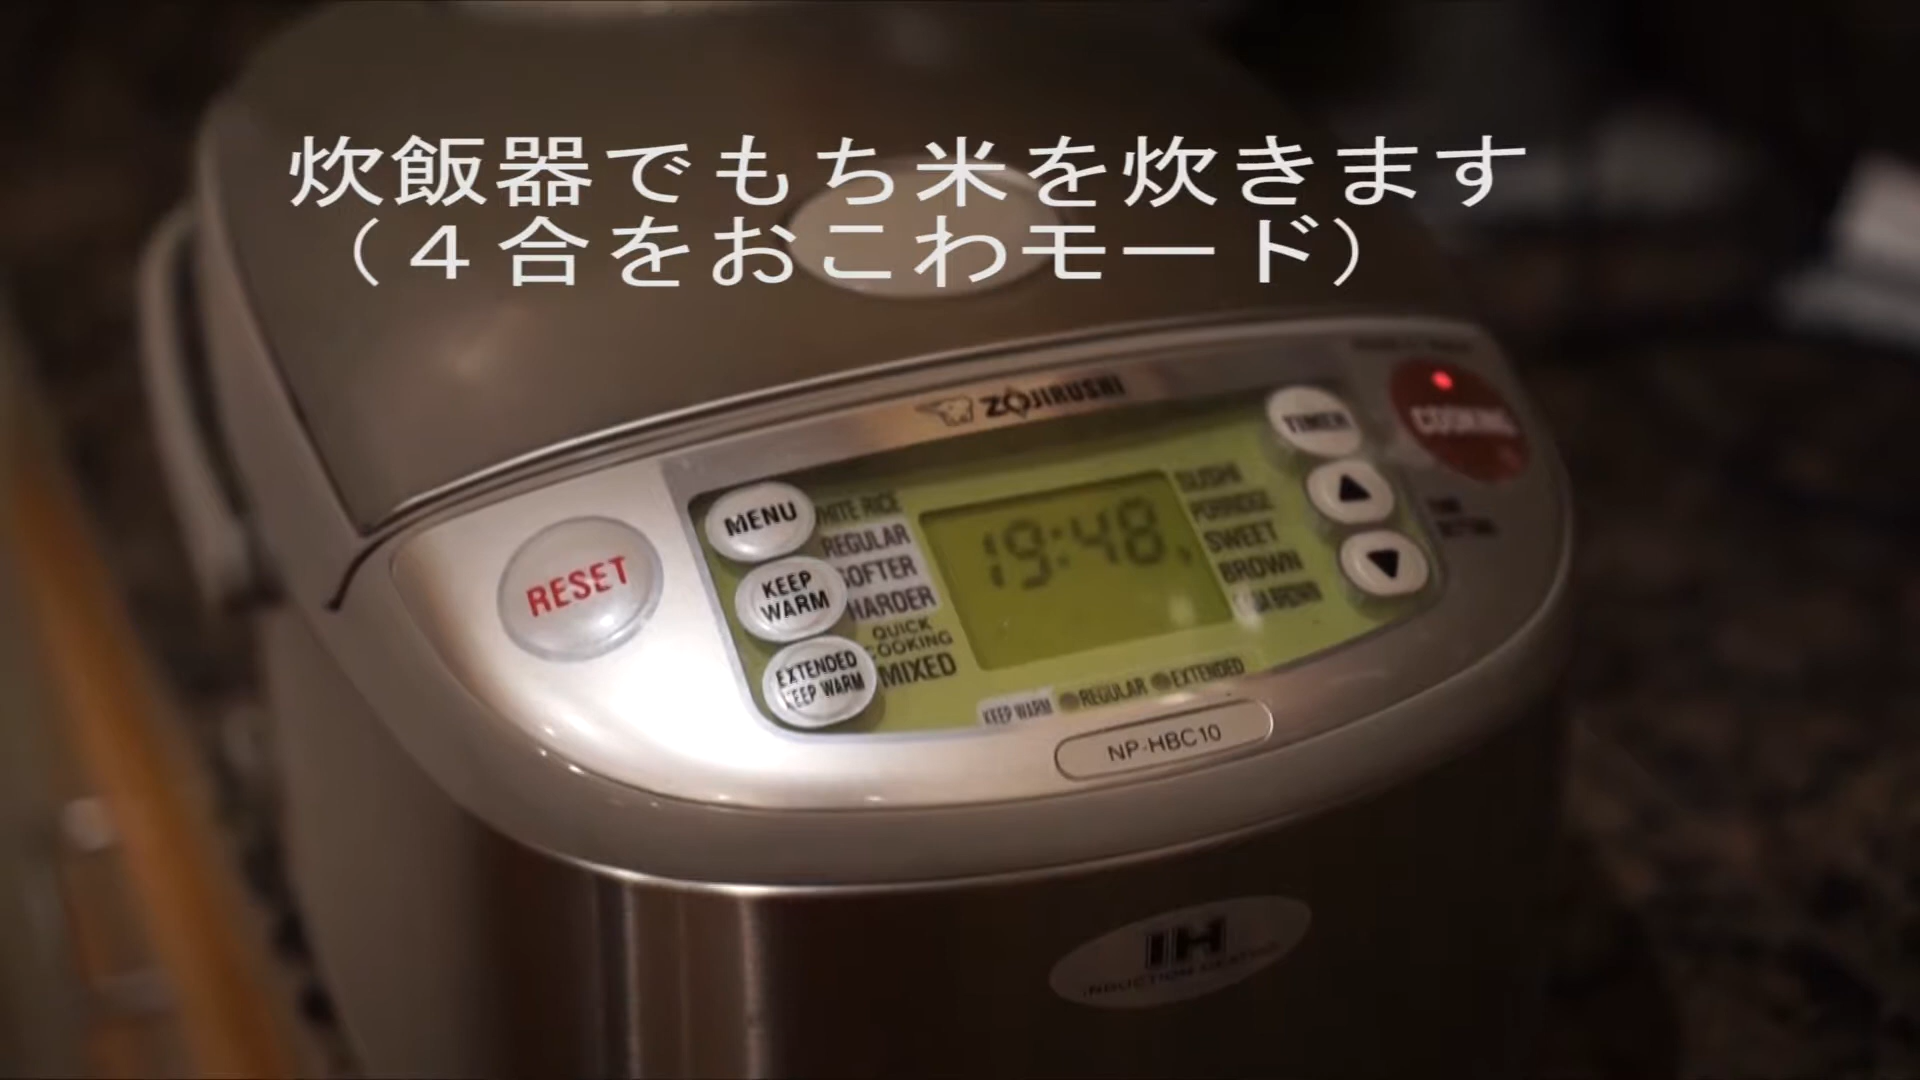 炊飯器でもち米を炊きます
（４合をおこわモード）
ZOJIRUSHI
TIMER
COOKING
MENU
WHITE RICE
REGULAR
SOFTER
HARDER
QUICK
COOKING
MIXED
KEEP
WARM
EXTENDED
KEEP WARM
RESET
19:48
SUSHI
PORRIDGE
SWEET
BROWN
KEEP WARM REGULAR EXTENDED
NP-HBC10
IH
INDUCTION HEATING